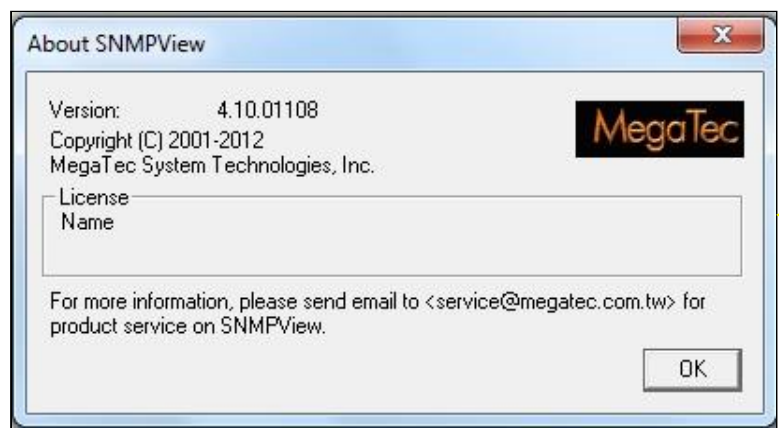 About SNMPView
Version: 4.10.01108
Copyright (C) 2001-2012
MegaTec System Technologies, Inc.
MegaTec
License
Name
For more information, please send email to <service@megatec.com.tw> for
product service on SNMPView.
OK